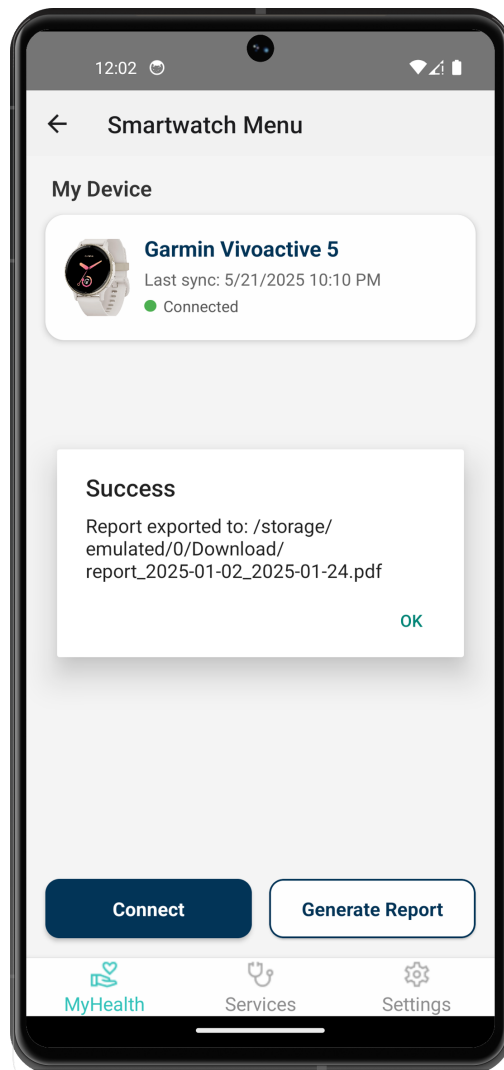 12:02
Smartwatch Menu
My Device
Garmin Vivoactive 5
Last sync: 5/21/2025 10:10 PM
Connected
Success
Report exported to: /storage/
emulated/0/Download/
report_2025-01-02_2025-01-24.pdf
OK
Connect
Generate Report
MyHealth
Services
Settings